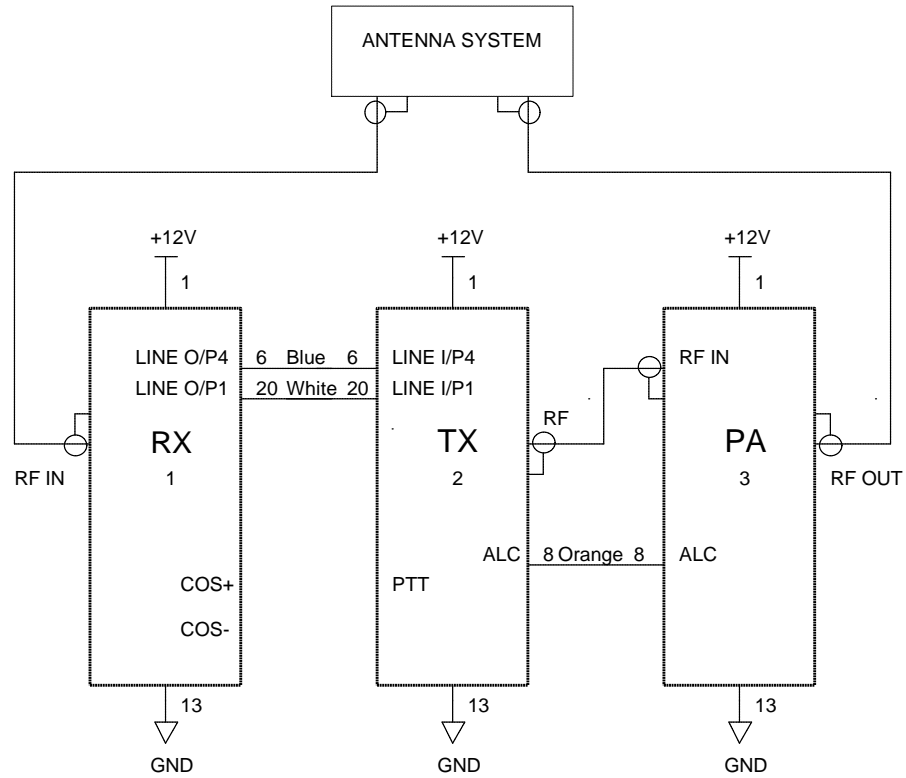 ANTENNA SYSTEM
+12V +12V +12V
1 1 1
LINE O/P4 6 Blue 6 LINE I/P4 RF IN
LINE O/P1 20 White 20 LINE I/P1
RF
RX TX PA
RF IN 1 2 3 RF OUT
ALC 8 Orange 8 ALC
COS+ PTT
COS-
13 13 13
GND GND GND